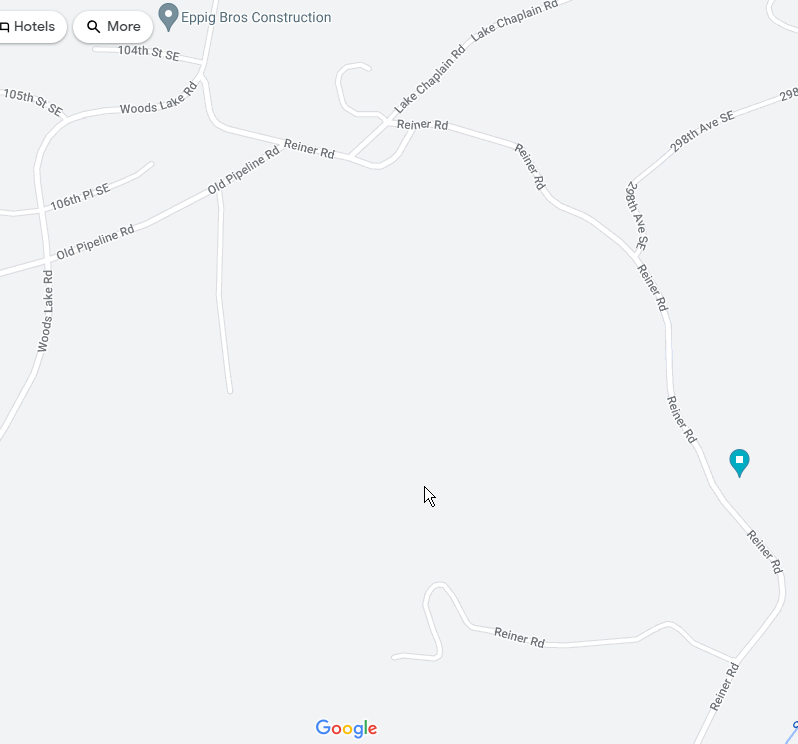 Hotels
More
Eppig Bros Construction
Lake Chaplain Rd
104th St SE
Lake Chaplain Rd
105th St SE
Woods Lake Rd
298
298th Ave SE
Reiner Rd
Reiner Rd
Old Pipeline Rd
Reiner Rd
106th Pl SE
298th Ave SE
Old Pipeline Rd
Reiner Rd
Woods Lake Rd
Reiner Rd
Reiner Rd
Reiner Rd
Reiner Rd
Google